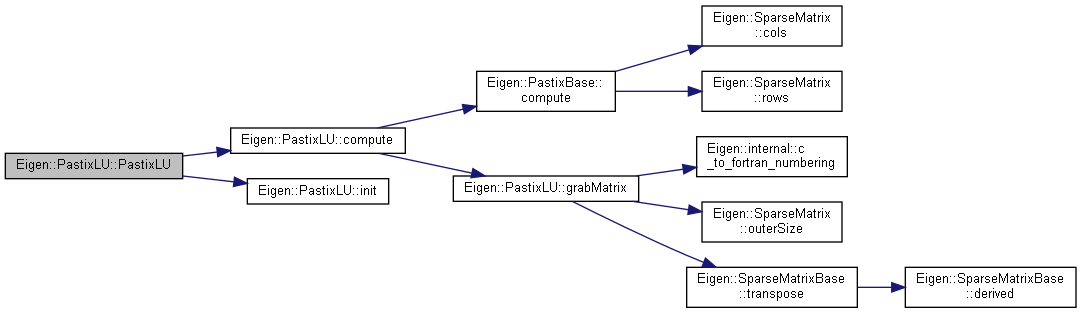 Eigen::SparseMatrix
::cols
Eigen::PastixBase::
compute
Eigen::SparseMatrix
::rows
Eigen::PastixLU::compute
Eigen::internal::c
_to_fortran_numbering
Eigen::PastixLU::PastixLU
Eigen::PastixLU::init
Eigen::PastixLU::grabMatrix
Eigen::SparseMatrix
::outerSize
Eigen::SparseMatrixBase
::transpose
Eigen::SparseMatrixBase
::derived